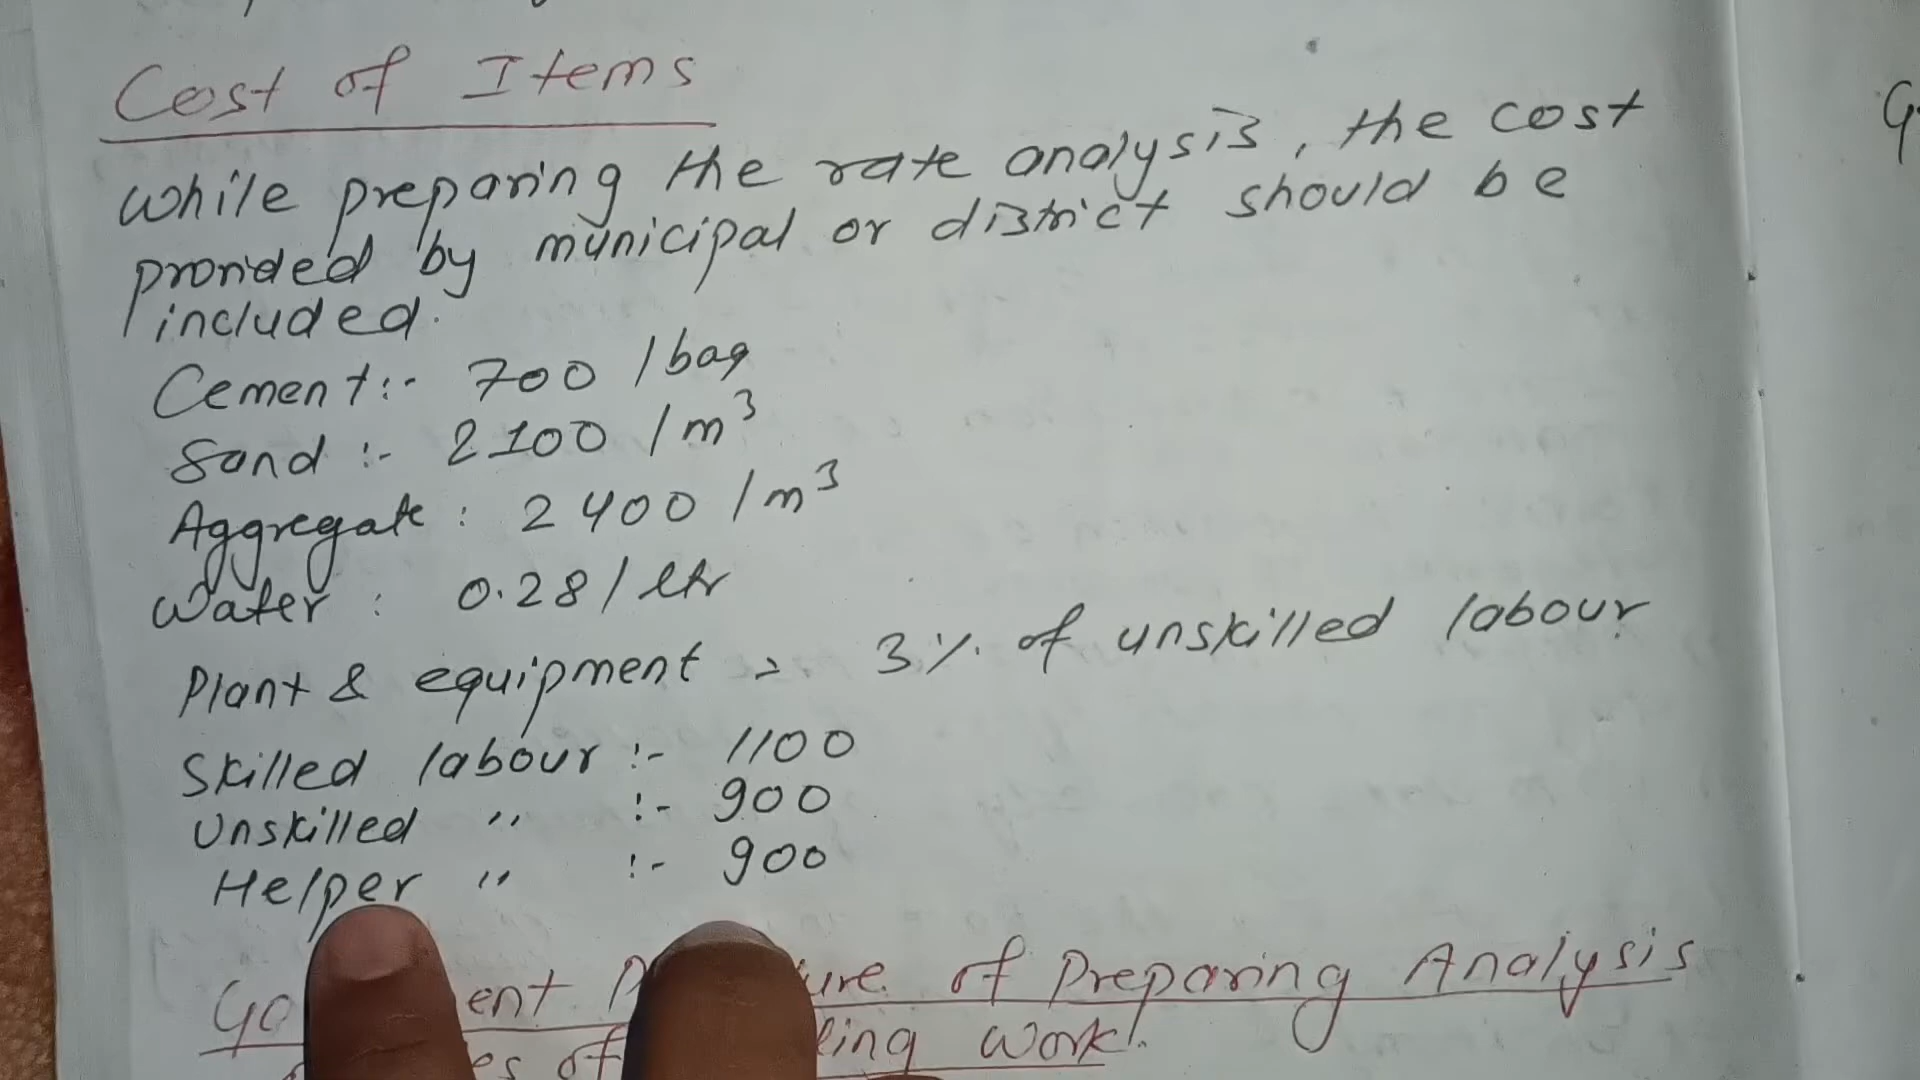 Cost of Items
while preparing the rate analysis, the cost
provided by municipal or district should be
included.
Cement:- 700 /bag
Sand :- 2100 /m³
Aggregate : 2400 /m³
Water : 0.28/ltr
Plant & equipment = 3% of unskilled labour
Skilled labour :- 1100
Unskilled " :- 900
Helper " :- 900
of Preparing Analysis
of Work.
G